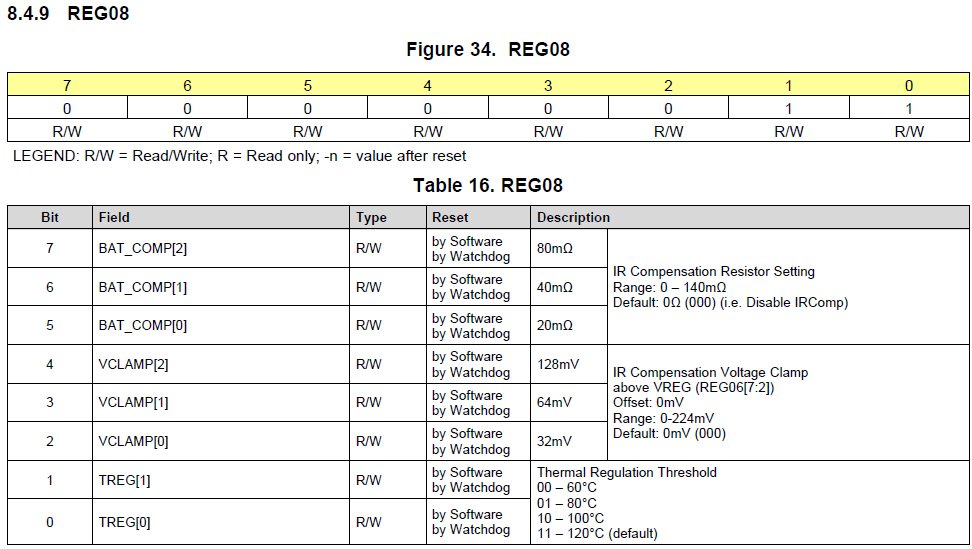 8.4.9 REG08
Figure 34. REG08
7 6 5 4 3 2 1 0
0 0 0 0 0 0 1 1
R/W R/W R/W R/W R/W R/W R/W R/W
LEGEND: R/W = Read/Write; R = Read only; -n = value after reset
Table 16. REG08
Bit Field Type Reset Description
7 BAT_COMP[2] R/W by Software by Watchdog 80mΩ
6 BAT_COMP[1] R/W by Software by Watchdog 40mΩ
5 BAT_COMP[0] R/W by Software by Watchdog 20mΩ
IR Compensation Resistor Setting
Range: 0 – 140mΩ
Default: 0Ω (000) (i.e. Disable IRComp)
4 VCLAMP[2] R/W by Software by Watchdog 128mV
3 VCLAMP[1] R/W by Software by Watchdog 64mV
2 VCLAMP[0] R/W by Software by Watchdog 32mV
IR Compensation Voltage Clamp
above VREG (REG06[7:2])
Offset: 0mV
Range: 0-224mV
Default: 0mV (000)
1 TREG[1] R/W by Software by Watchdog
0 TREG[0] R/W by Software by Watchdog
Thermal Regulation Threshold
00 – 60°C
01 – 80°C
10 – 100°C
11 – 120°C (default)